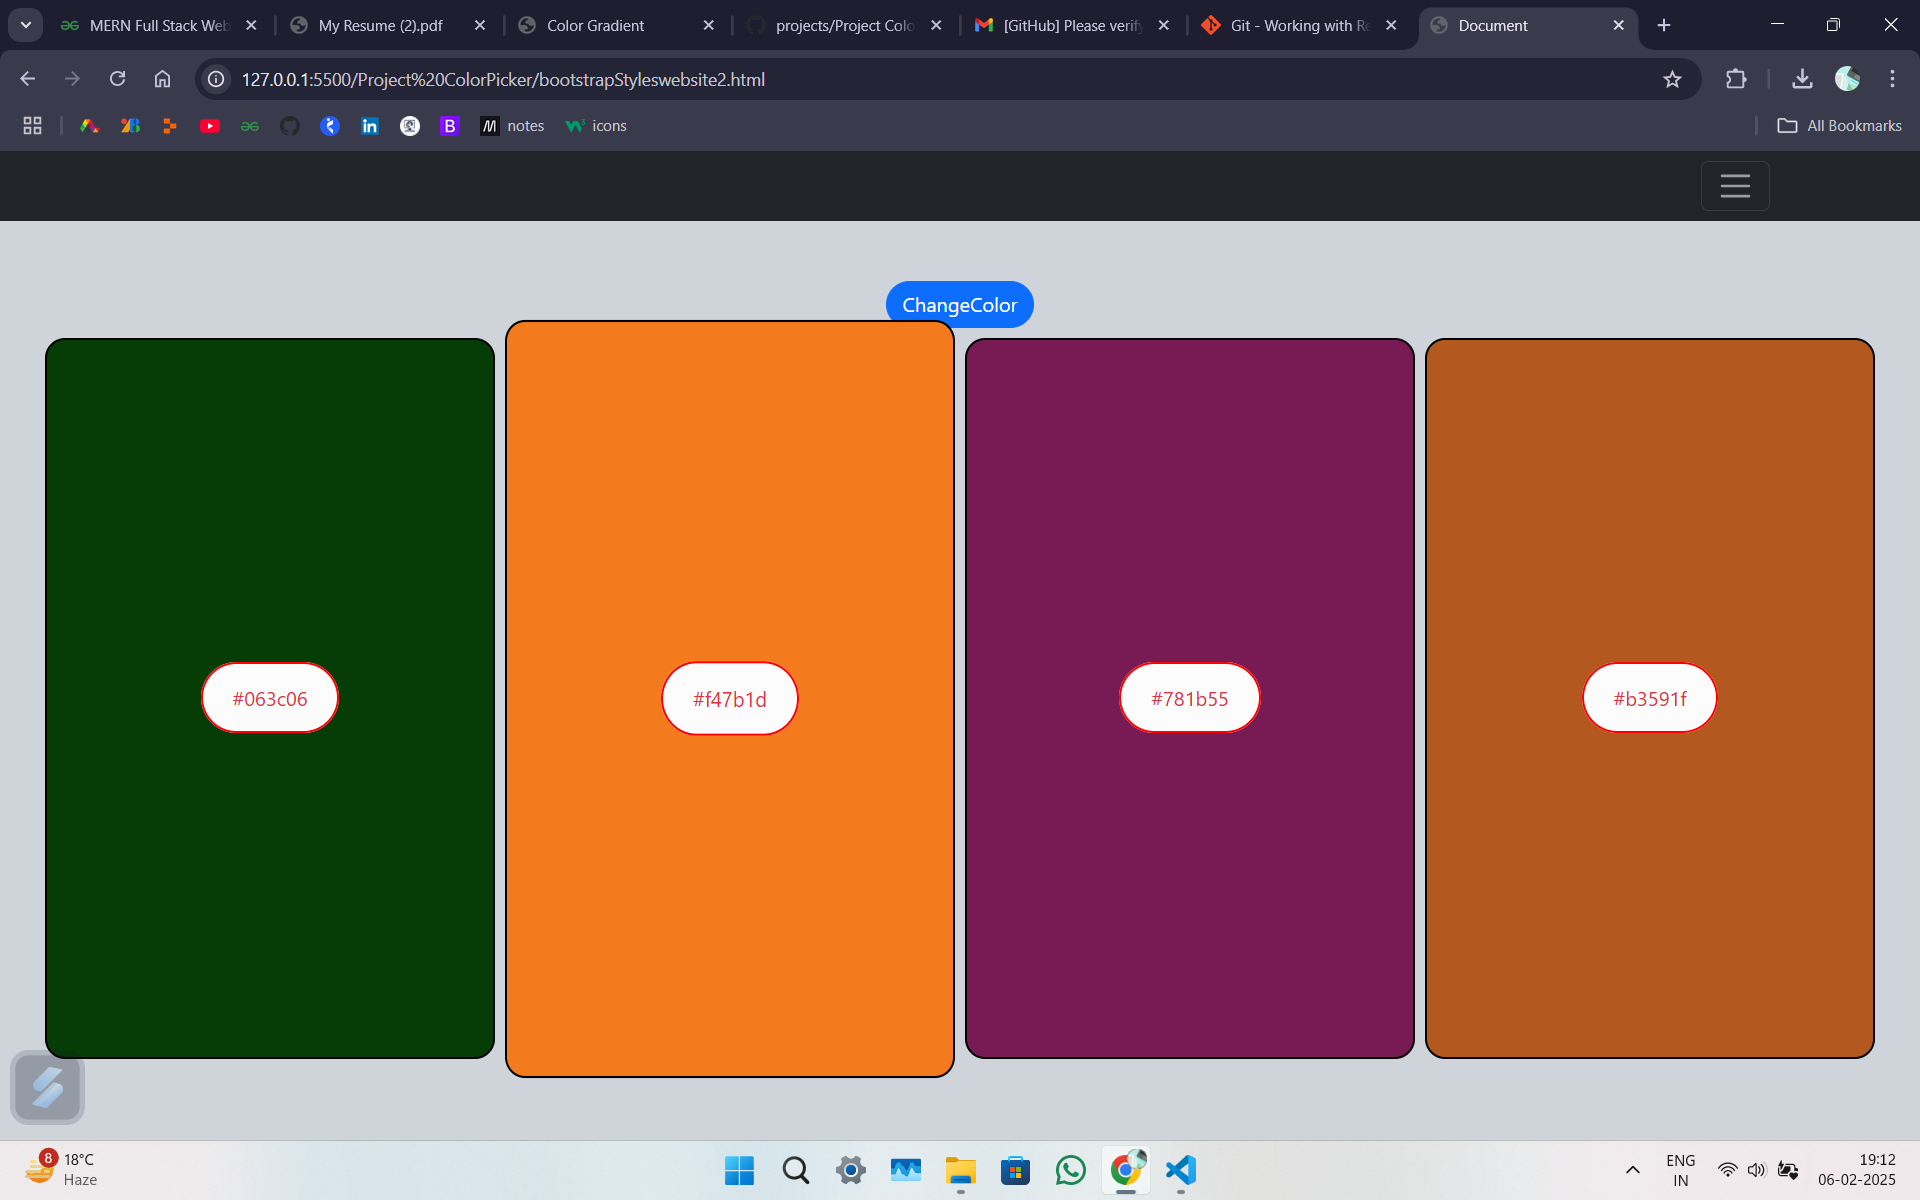 MERN Full Stack Web
My Resume (2).pdf
Color Gradient
projects/Project Colo
[GitHub] Please verify
Git - Working with Re
Document
127.0.0.1:5500/Project%20ColorPicker/bootstrapStyleswebsite2.html
notes
icons
All Bookmarks
ChangeColor
#063c06
#f47b1d
#781b55
#b3591f
8
18°C
Haze
ENG
IN
19:12
06-02-2025